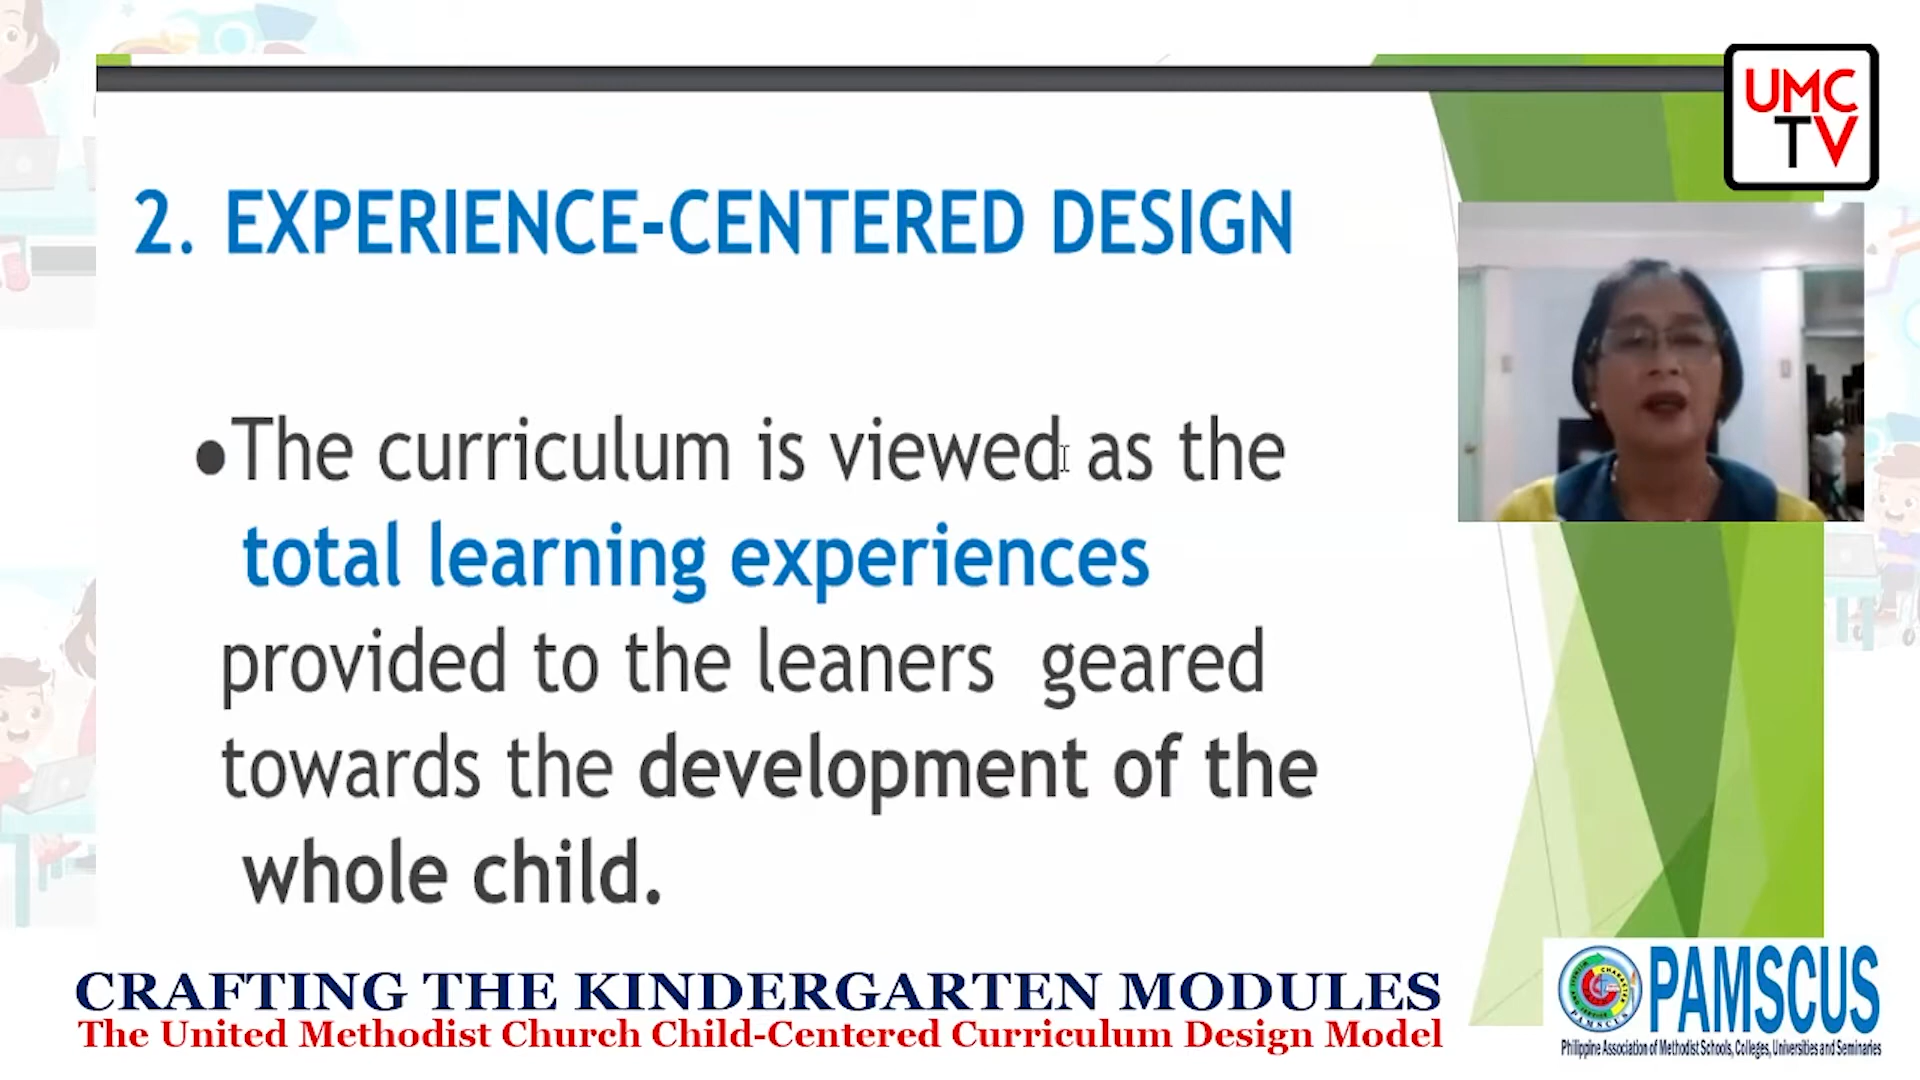 UMC
TV
2. EXPERIENCE-CENTERED DESIGN
•The curriculum is viewed as the
total learning experiences
provided to the leaners geared
towards the development of the
whole child.
CRAFTING THE KINDERGARTEN MODULES
The United Methodist Church Child-Centered Curriculum Design Model
PAMSCUS
Philippine Association of Methodist Schools, Colleges, Universities and Seminaries